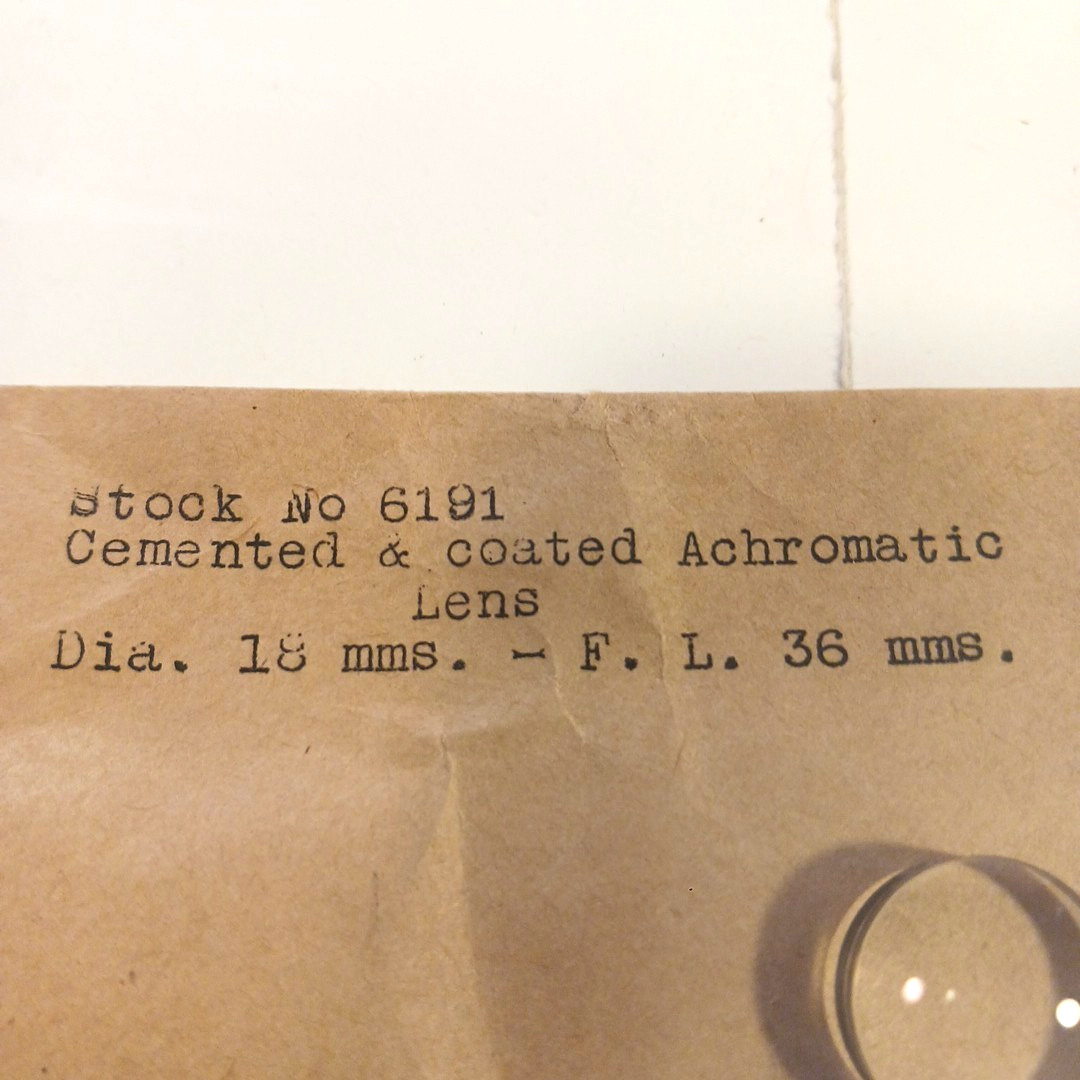 Stock No 6191
Cemented & coated Achromatic
Lens
Dia. 18 mms. - F. L. 36 mms.